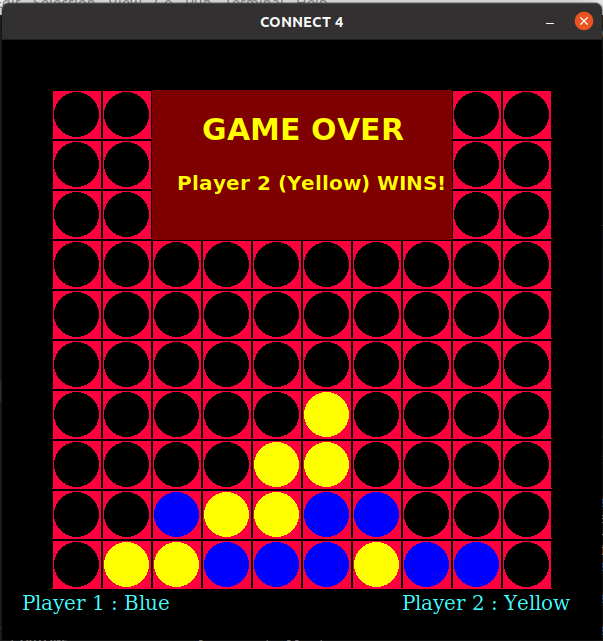 CONNECT 4
GAME OVER
Player 2 (Yellow) WINS!
Player 1 : Blue
Player 2 : Yellow